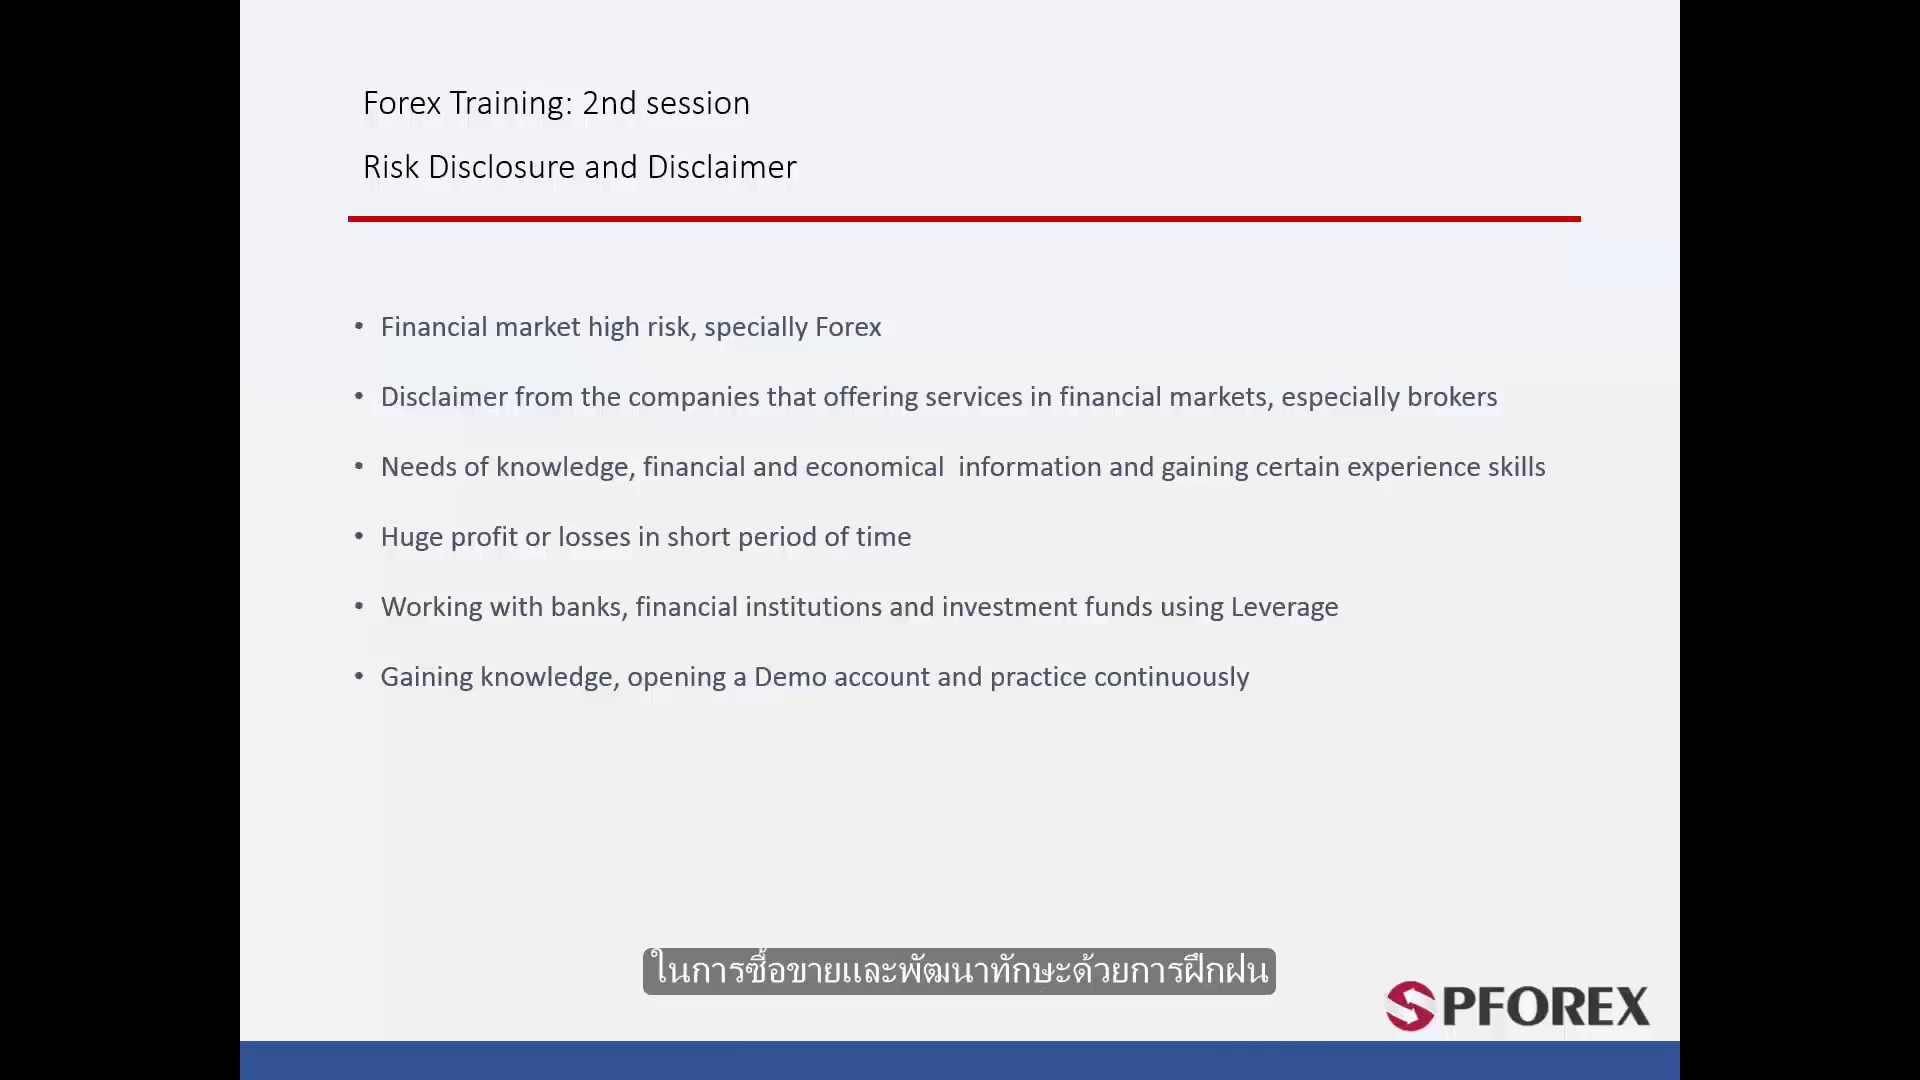 Forex Training: 2nd session
Risk Disclosure and Disclaimer
• Financial market high risk, specially Forex
• Disclaimer from the companies that offering services in financial markets, especially brokers
• Needs of knowledge, financial and economical  information and gaining certain experience skills
• Huge profit or losses in short period of time
• Working with banks, financial institutions and investment funds using Leverage
• Gaining knowledge, opening a Demo account and practice continuously
ในการซื้อขายและพัฒนาทักษะด้วยการฝึกฝน
PFOREX